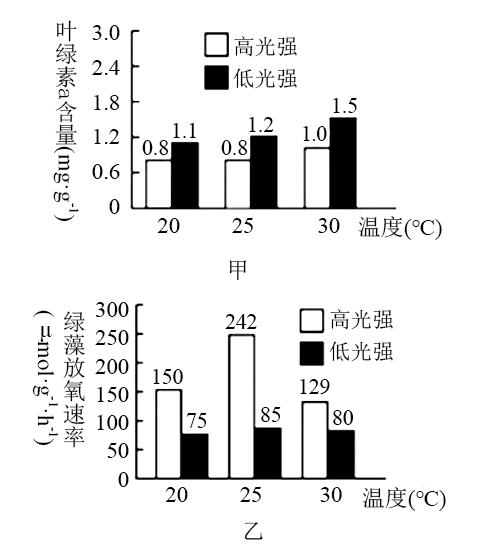 叶绿素a含量(mg·g⁻¹)
3.0
2.4
1.8
1.2
0.6
0
高光强
低光强
0.8 1.1 0.8 1.2 1.0 1.5
20 25 30 温度(℃)
甲
绿藻放氧速率
(μ-mol·g⁻¹·h⁻¹)
300
250
200
150
100
50
0
高光强
低光强
150 75 242 85 129 80
20 25 30 温度(℃)
乙